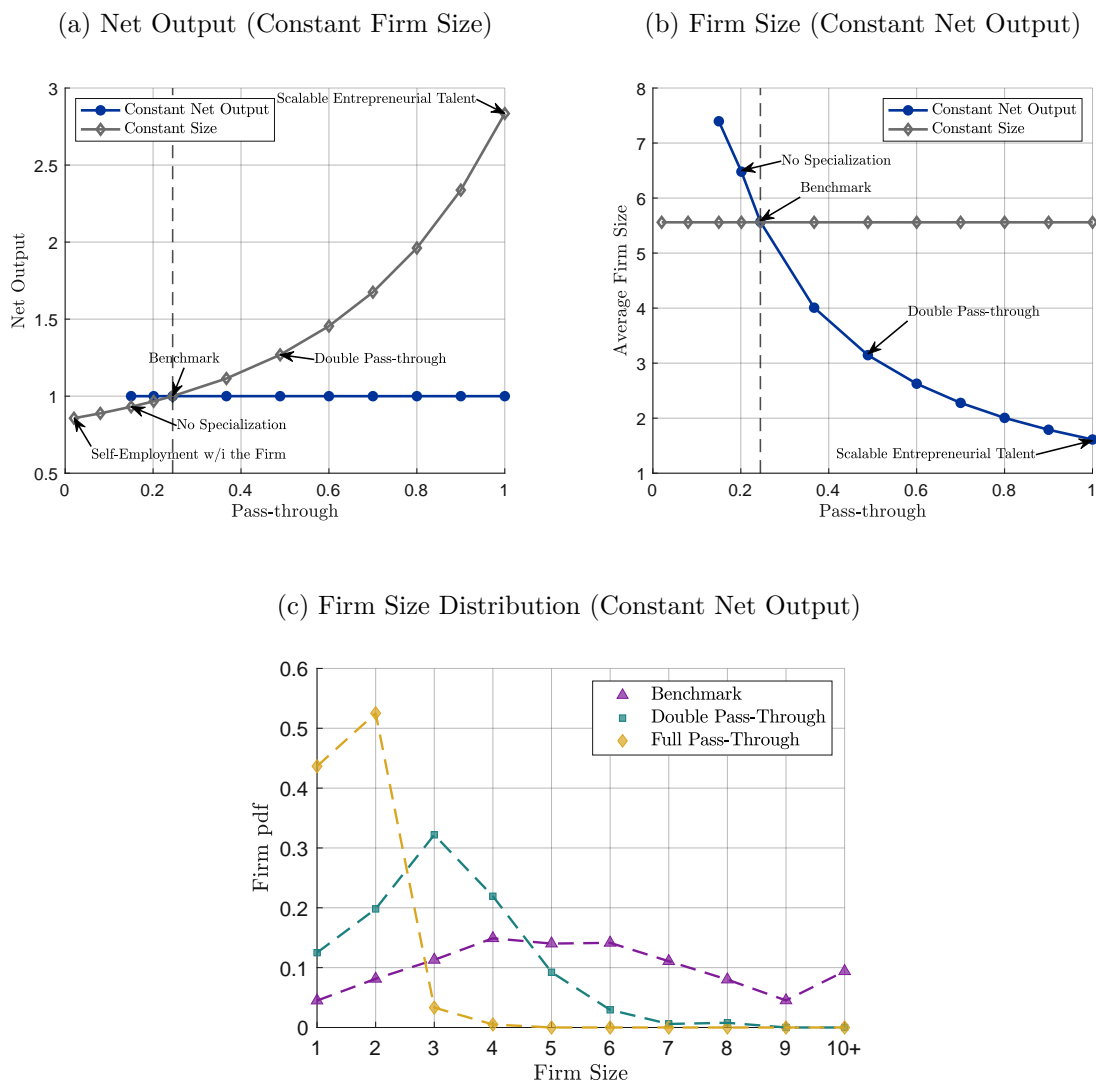 (a) Net Output (Constant Firm Size)
3
2.5
2
1.5
1
0.5
Net Output
Constant Net Output
Constant Size
Scalable Entrepreneurial Talent
Benchmark
Double Pass-through
No Specialization
Self-Employment w/i the Firm
0 0.2 0.4 0.6 0.8 1
Pass-through
(b) Firm Size (Constant Net Output)
8
7
6
5
4
3
2
1
Average Firm Size
Constant Net Output
Constant Size
No Specialization
Benchmark
Double Pass-through
Scalable Entrepreneurial Talent
0 0.2 0.4 0.6 0.8 1
Pass-through
(c) Firm Size Distribution (Constant Net Output)
0.6
0.5
0.4
0.3
0.2
0.1
0
Firm pdf
Benchmark
Double Pass-Through
Full Pass-Through
1 2 3 4 5 6 7 8 9 10+
Firm Size